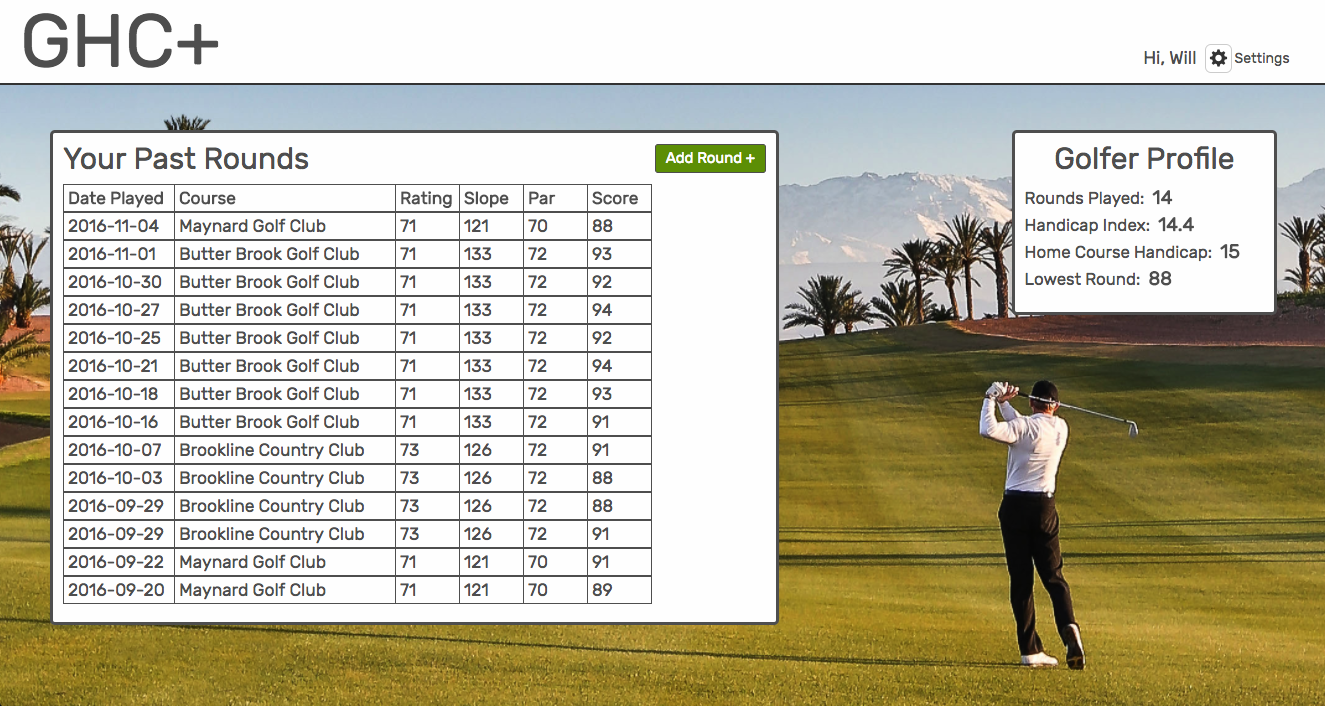 GHC+
Hi, Will Settings
Your Past Rounds Add Round +
Date Played Course Rating Slope Par Score
2016-11-04 Maynard Golf Club 71 121 70 88
2016-11-01 Butter Brook Golf Club 71 133 72 93
2016-10-30 Butter Brook Golf Club 71 133 72 92
2016-10-27 Butter Brook Golf Club 71 133 72 94
2016-10-25 Butter Brook Golf Club 71 133 72 92
2016-10-21 Butter Brook Golf Club 71 133 72 94
2016-10-18 Butter Brook Golf Club 71 133 72 93
2016-10-16 Butter Brook Golf Club 71 133 72 91
2016-10-07 Brookline Country Club 73 126 72 91
2016-10-03 Brookline Country Club 73 126 72 88
2016-09-29 Brookline Country Club 73 126 72 88
2016-09-29 Brookline Country Club 73 126 72 91
2016-09-22 Maynard Golf Club 71 121 70 91
2016-09-20 Maynard Golf Club 71 121 70 89
Golfer Profile
Rounds Played: 14
Handicap Index: 14.4
Home Course Handicap: 15
Lowest Round: 88